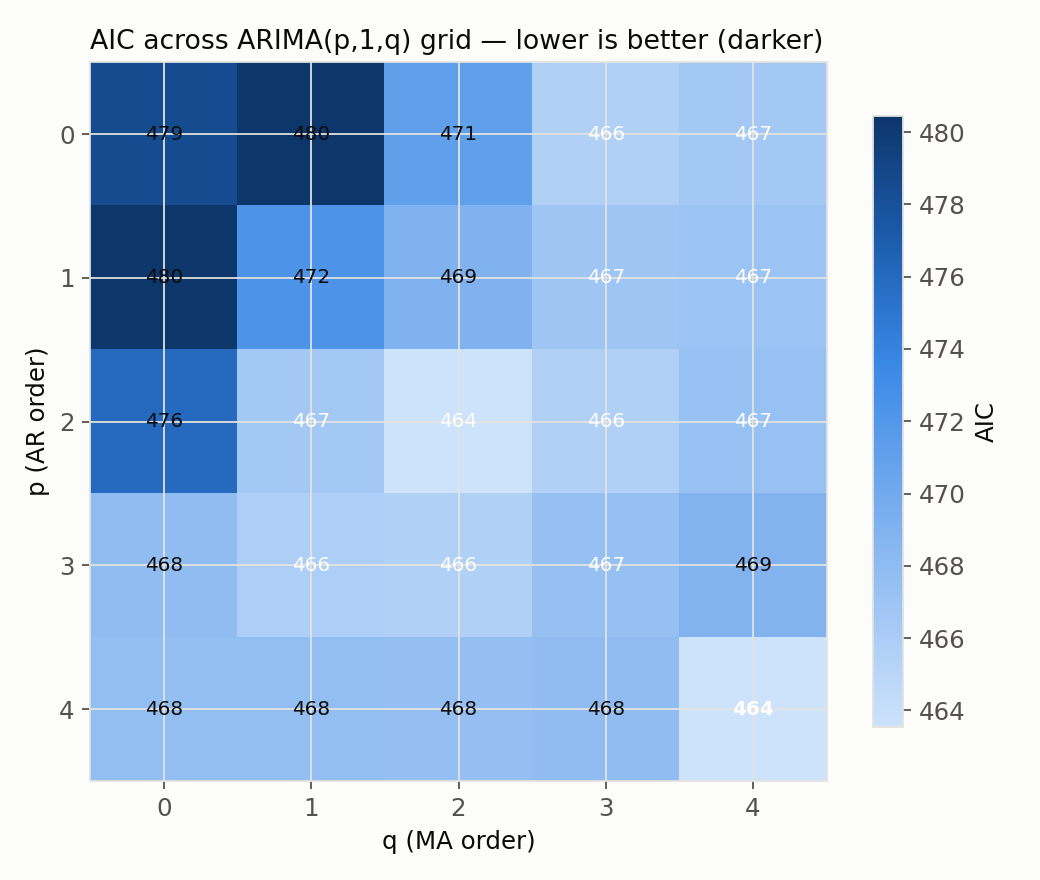 AIC across ARIMA(p,1,q) grid — lower is better (darker)
0 479 480 471 466 467
1 480 472 469 467 467
2 476 467 464 466 467
3 468 466 466 467 469
4 468 468 468 468 464
0 1 2 3 4
q (MA order)
p (AR order)
480
478
476
474
472
470
468
466
464
AIC